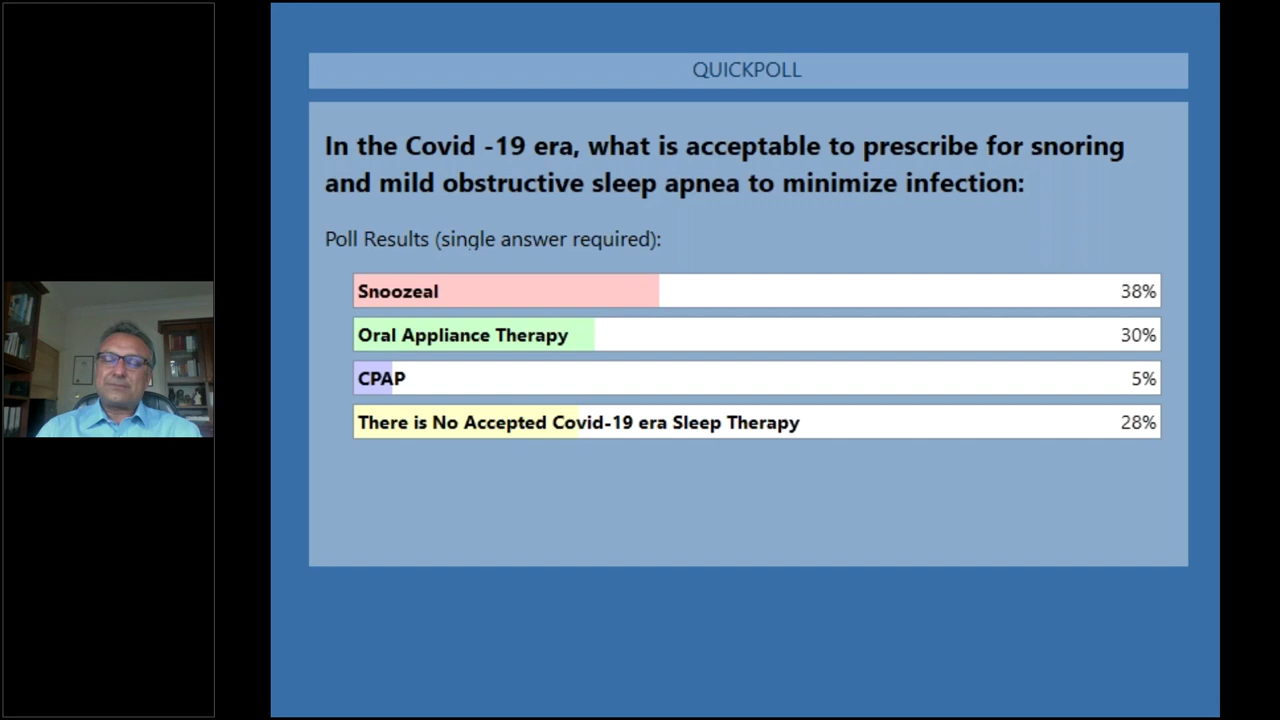 QUICKPOLL
In the Covid -19 era, what is acceptable to prescribe for snoring
and mild obstructive sleep apnea to minimize infection:
Poll Results (single answer required):
Snoozeal 38%
Oral Appliance Therapy 30%
CPAP 5%
There is No Accepted Covid-19 era Sleep Therapy 28%